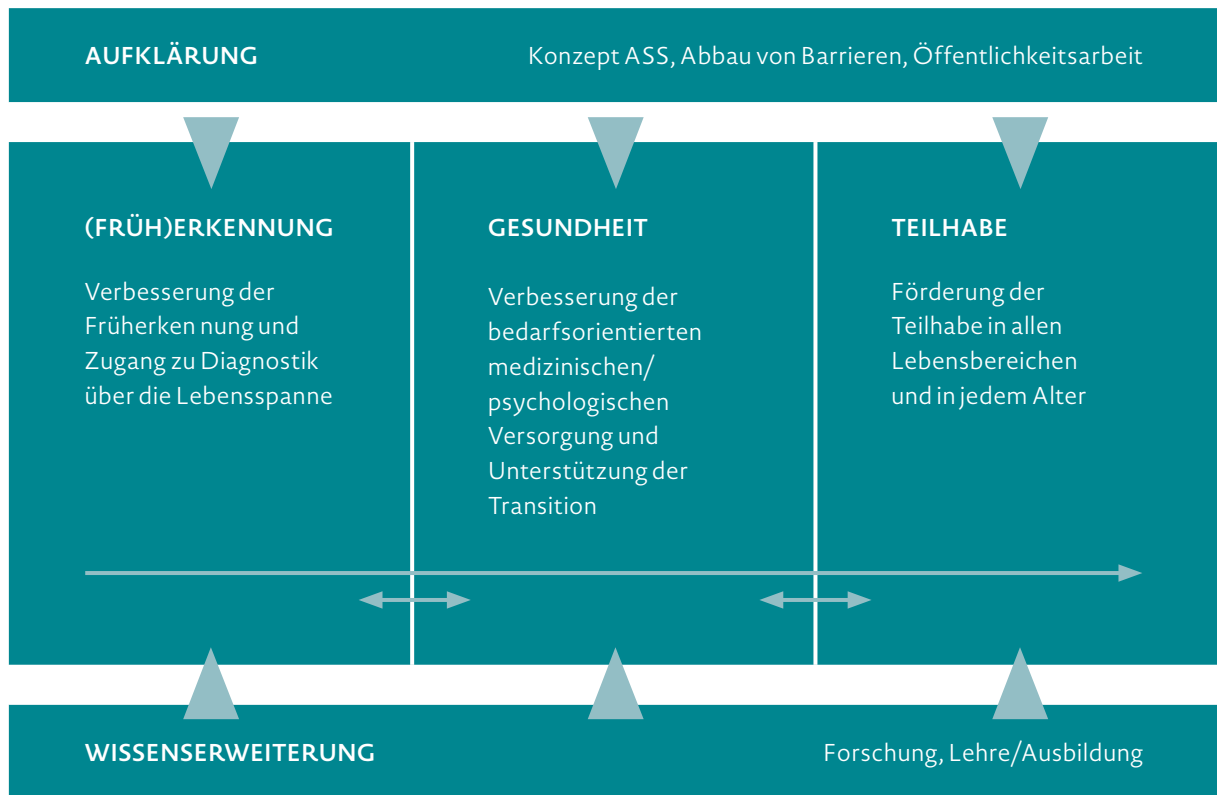 AUFKLÄRUNG
Konzept ASS, Abbau von Barrieren, Öffentlichkeitsarbeit
(FRÜH)ERKENNUNG
Verbesserung der
Früherken nung und
Zugang zu Diagnostik
über die Lebensspanne
GESUNDHEIT
Verbesserung der
bedarfsorientierten
medizinischen/
psychologischen
Versorgung und
Unterstützung der
Transition
TEILHABE
Förderung der
Teilhabe in allen
Lebensbereichen
und in jedem Alter
WISSENSERWEITERUNG
Forschung, Lehre/Ausbildung